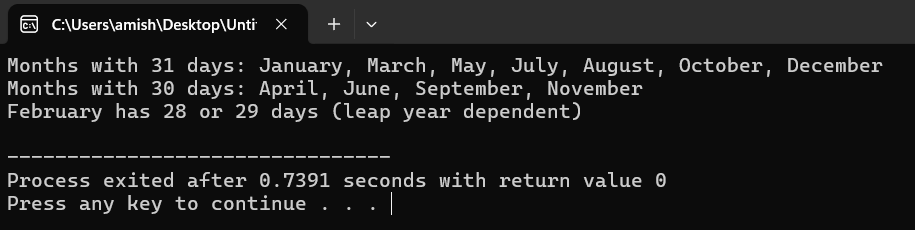 C:\Users\amish\Desktop\Unti
Months with 31 days: January, March, May, July, August, October, December
Months with 30 days: April, June, September, November
February has 28 or 29 days (leap year dependent)
--------------------------------
Process exited after 0.7391 seconds with return value 0
Press any key to continue . . .